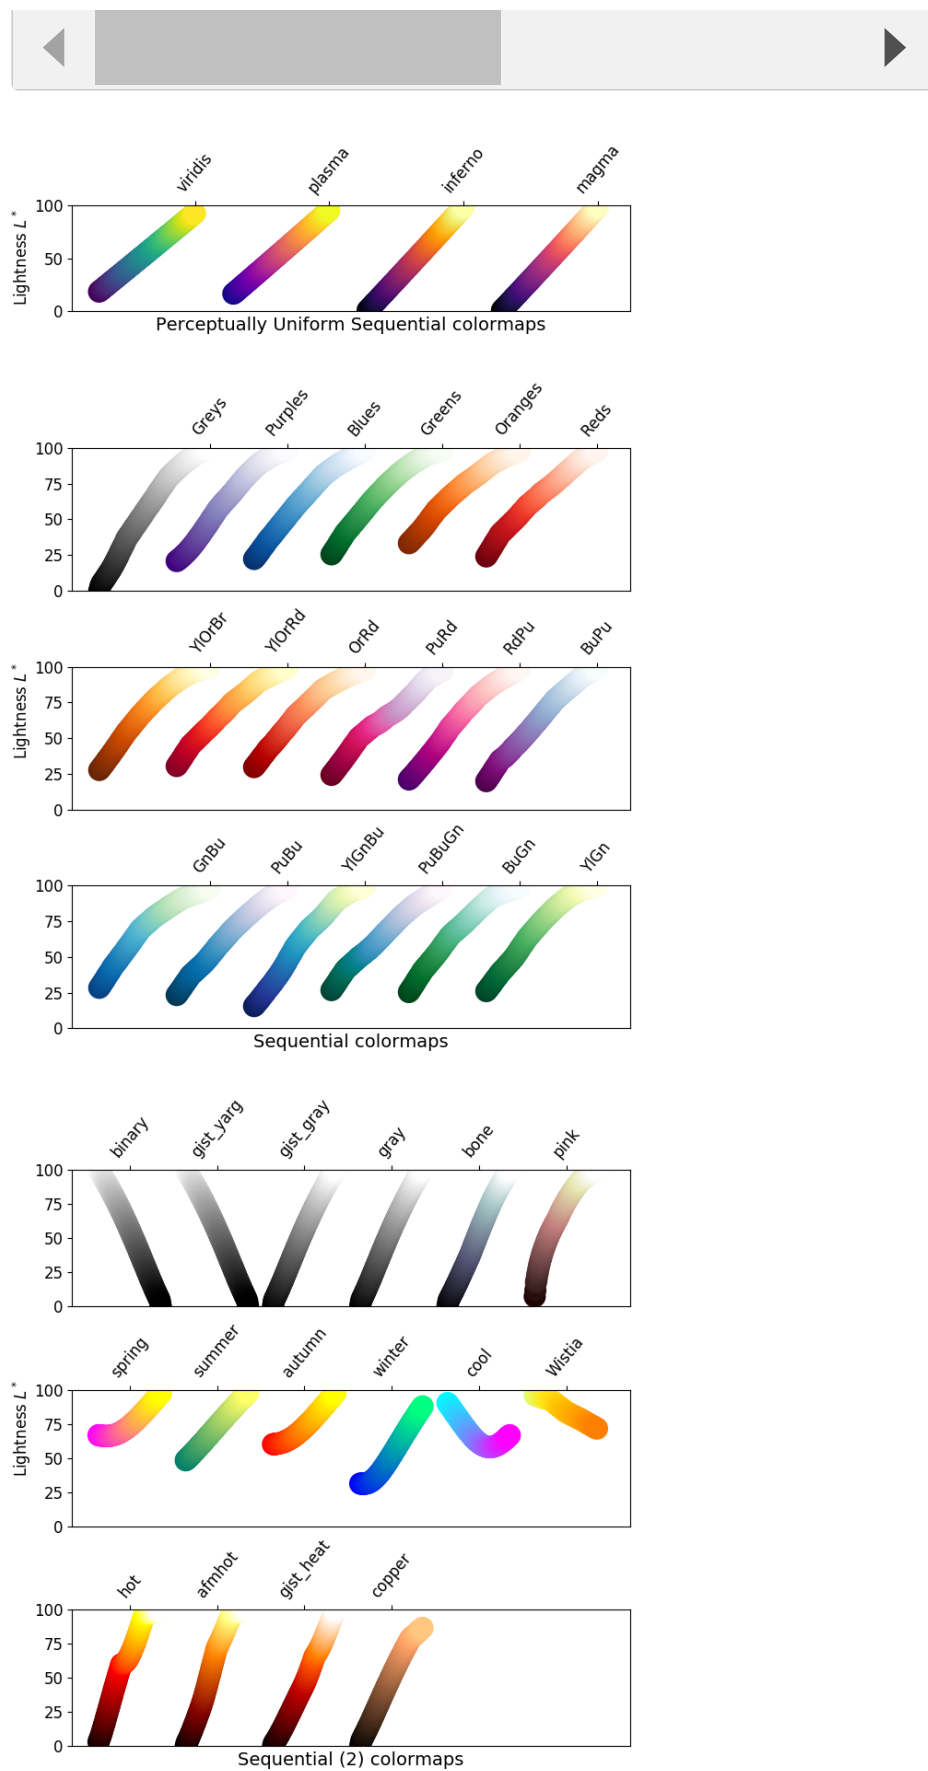 viridis plasma inferno magma
100
50
0
Lightness L*
Perceptually Uniform Sequential colormaps
Greys Purples Blues Greens Oranges Reds
100
75
50
25
0
YlOrBr YlOrRd OrRd PuRd RdPu BuPu
100
75
50
25
0
Lightness L*
GnBu PuBu YlGnBu PuBuGn BuGn YlGn
100
75
50
25
0
Sequential colormaps
binary gist_yarg gist_gray gray bone pink
100
75
50
25
0
spring summer autumn winter cool Wistia
100
75
50
25
0
Lightness L*
hot afmhot gist_heat copper
100
75
50
25
0
Sequential (2) colormaps